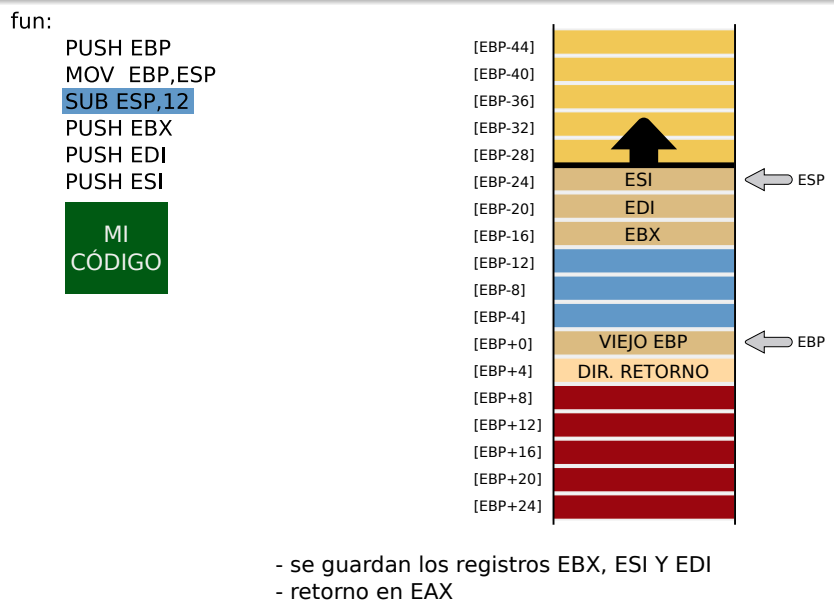 fun:
PUSH EBP
MOV EBP,ESP
SUB ESP,12
PUSH EBX
PUSH EDI
PUSH ESI
MI
CÓDIGO
[EBP-44]
[EBP-40]
[EBP-36]
[EBP-32]
[EBP-28]
[EBP-24] ESI ESP
[EBP-20] EDI
[EBP-16] EBX
[EBP-12]
[EBP-8]
[EBP-4]
[EBP+0] VIEJO EBP EBP
[EBP+4] DIR. RETORNO
[EBP+8]
[EBP+12]
[EBP+16]
[EBP+20]
[EBP+24]
- se guardan los registros EBX, ESI Y EDI
- retorno en EAX